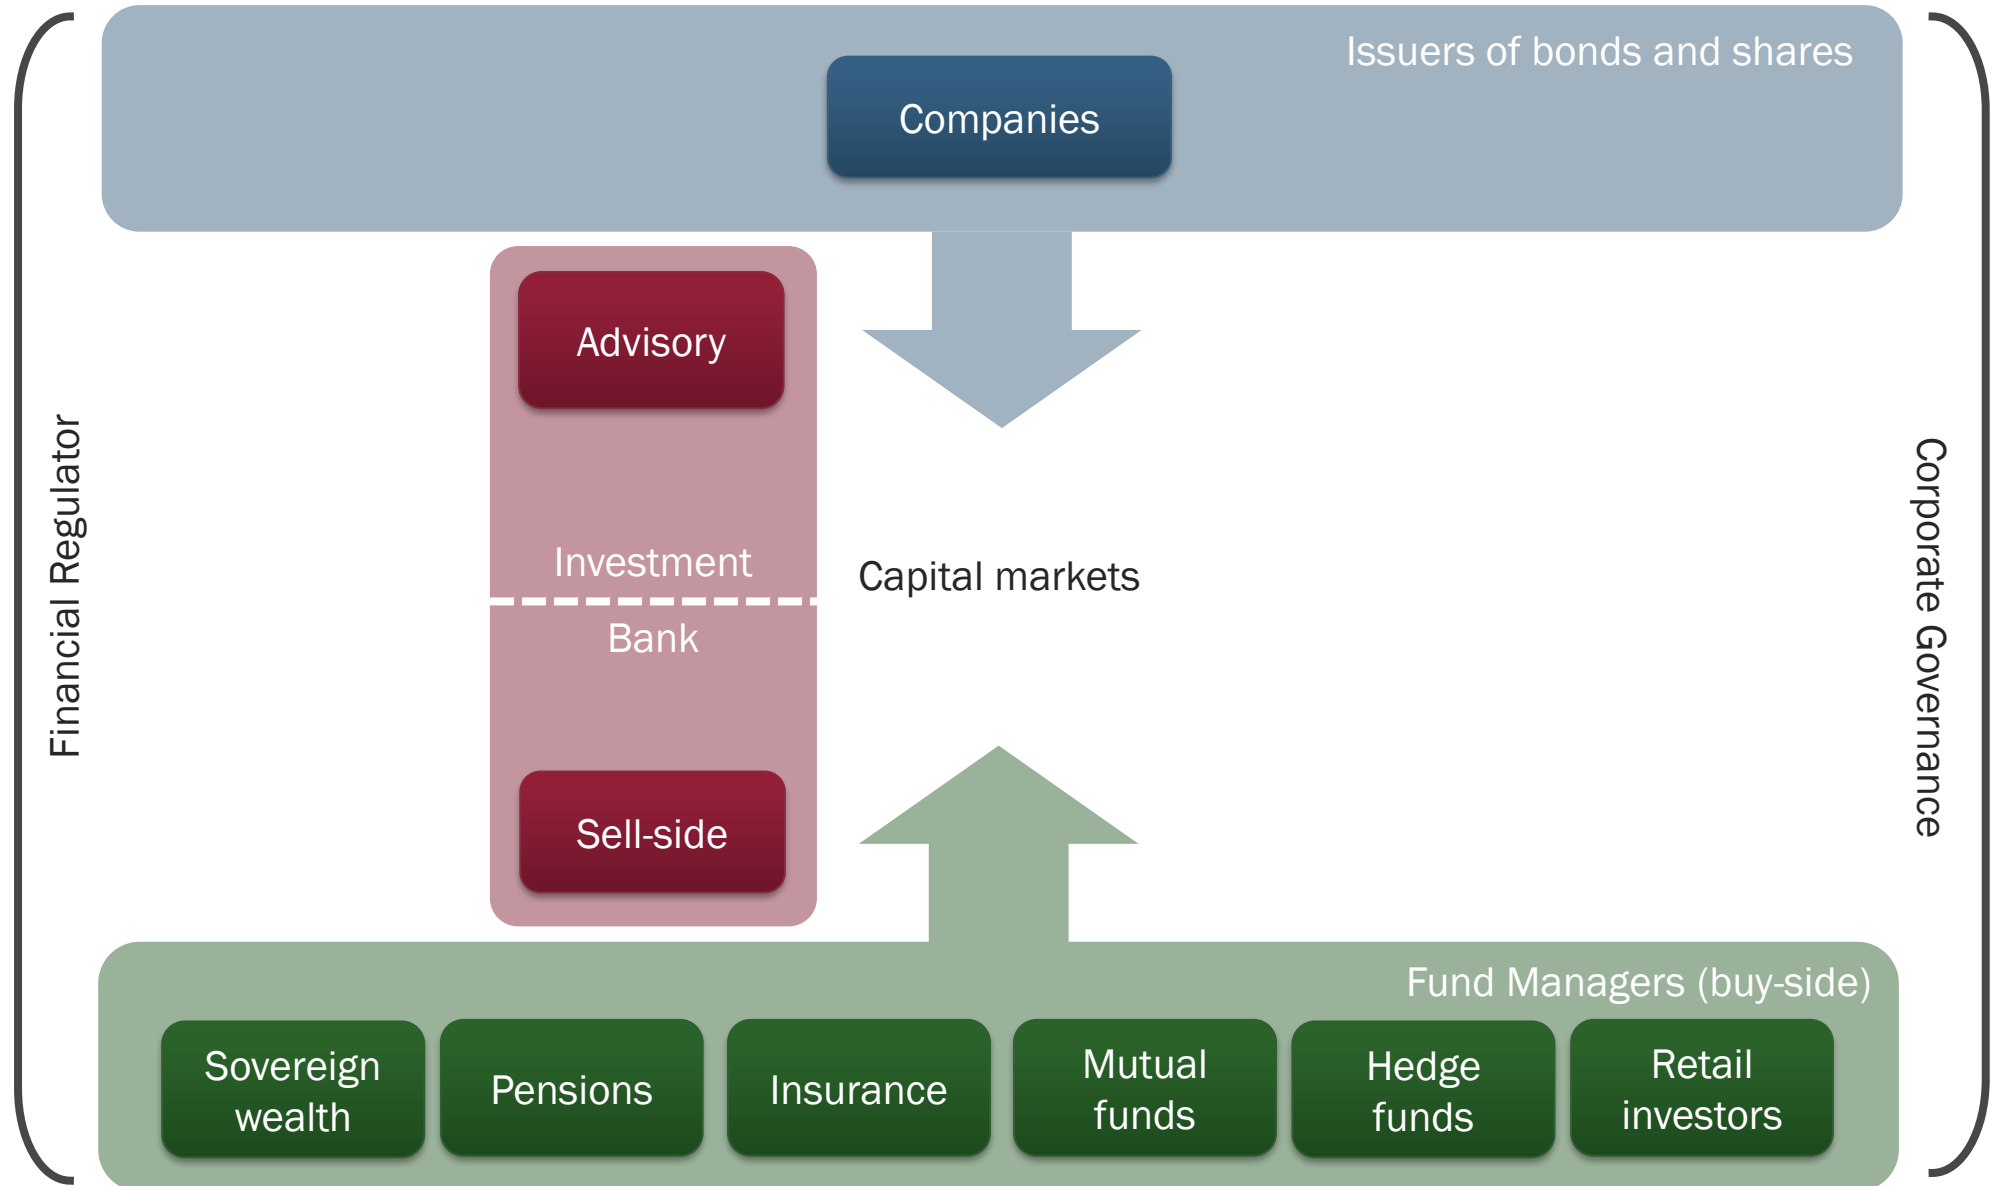 Issuers of bonds and shares
Companies
Advisory
Investment
Bank
Sell-side
Capital markets
Financial Regulator
Corporate Governance
Fund Managers (buy-side)
Sovereign
wealth
Pensions
Insurance
Mutual
funds
Hedge
funds
Retail
investors